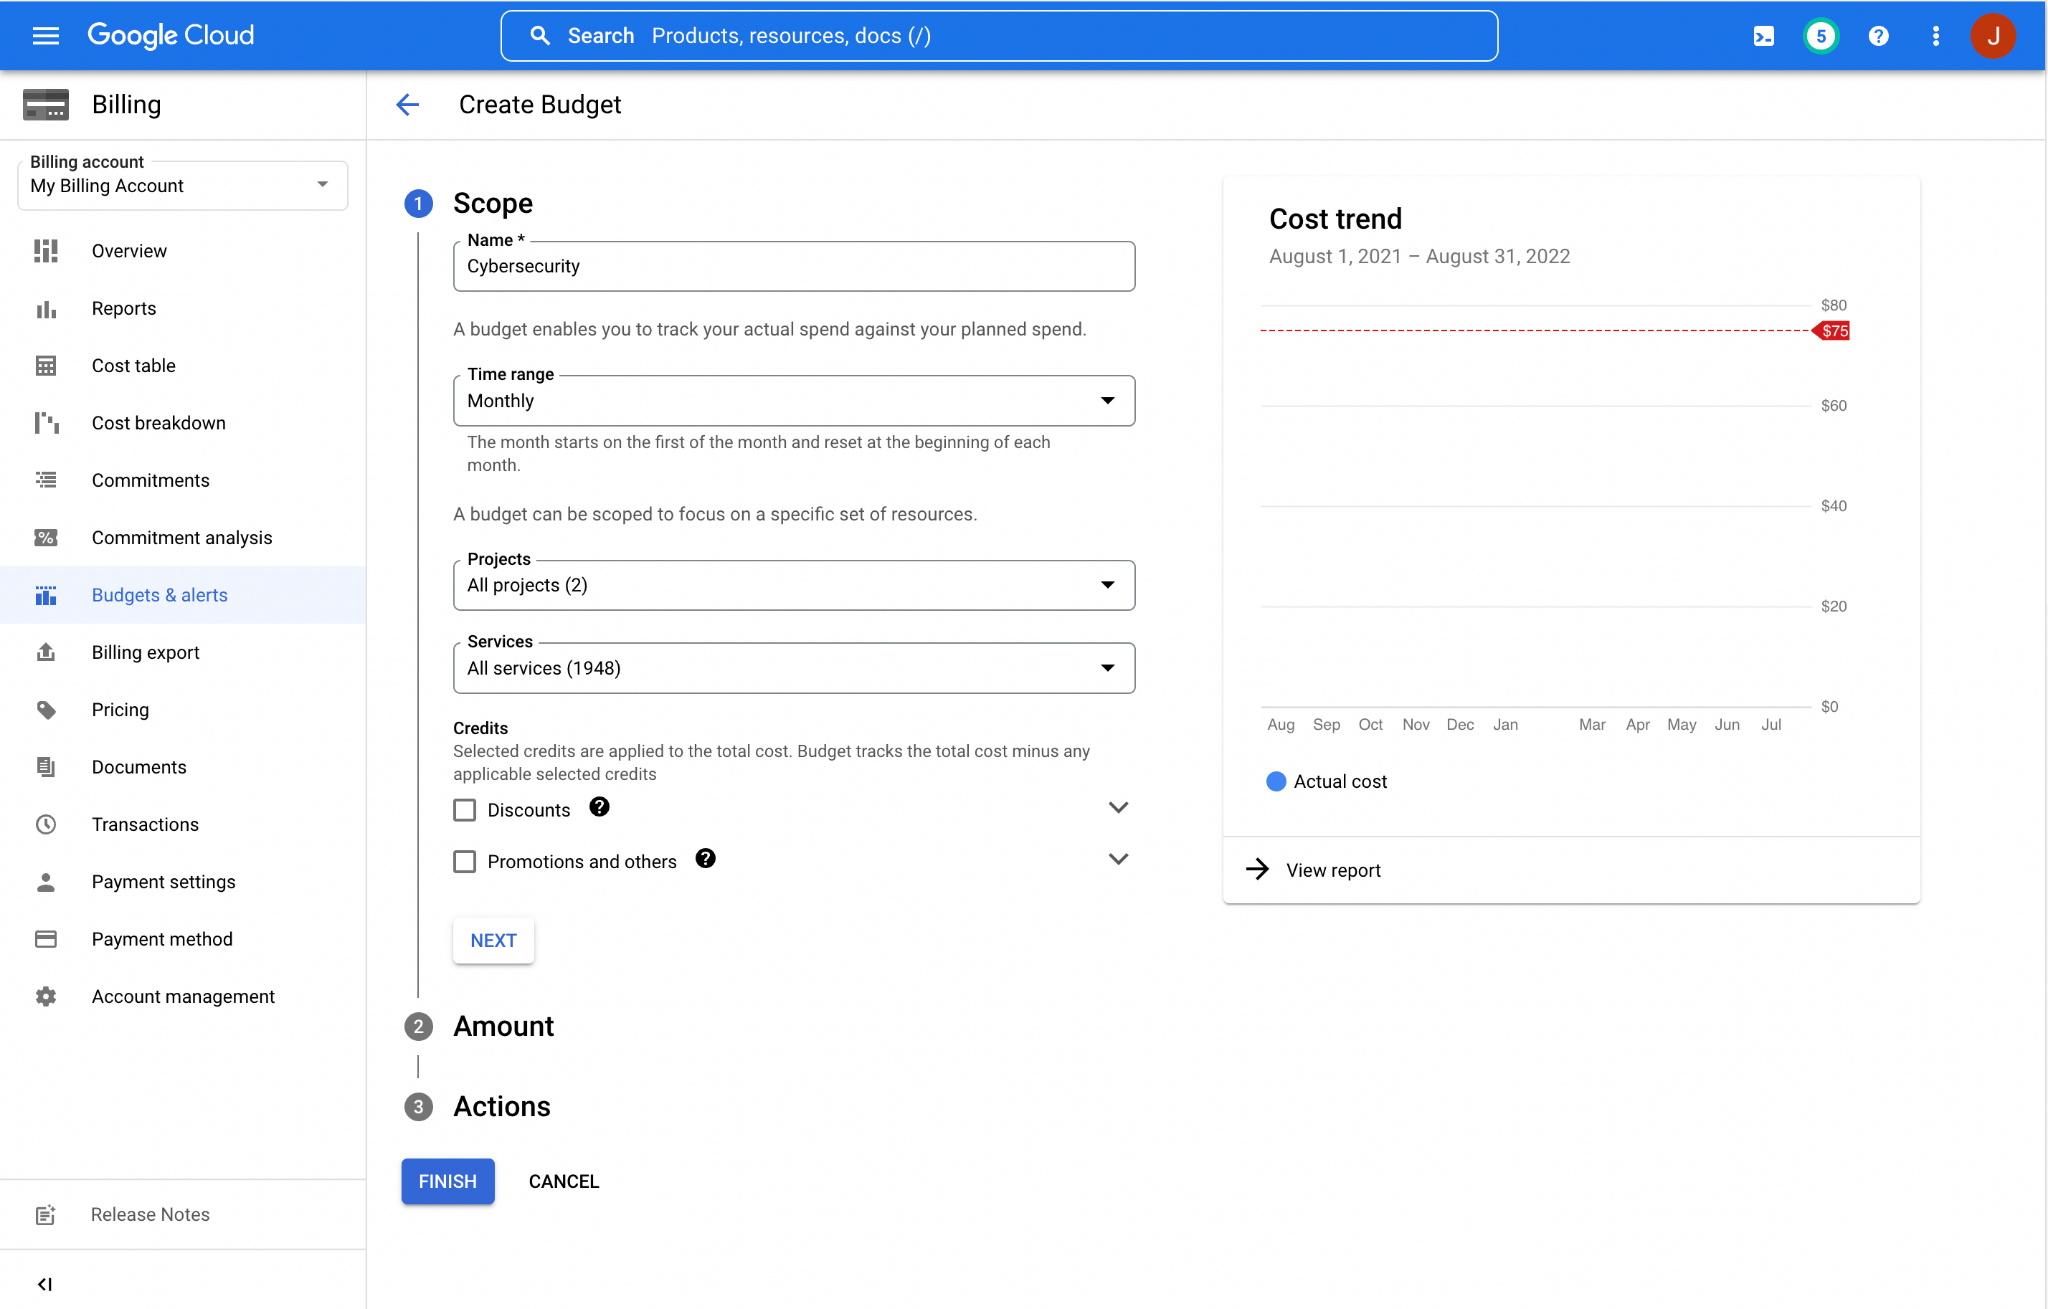 Google Cloud
Search Products, resources, docs (/)
5
J
Billing
Create Budget
Billing account
My Billing Account
Overview
Reports
Cost table
Cost breakdown
Commitments
Commitment analysis
Budgets & alerts
Billing export
Pricing
Documents
Transactions
Payment settings
Payment method
Account management
Release Notes
1 Scope
Name *
Cybersecurity
A budget enables you to track your actual spend against your planned spend.
Time range
Monthly
The month starts on the first of the month and reset at the beginning of each
month.
A budget can be scoped to focus on a specific set of resources.
Projects
All projects (2)
Services
All services (1948)
Credits
Selected credits are applied to the total cost. Budget tracks the total cost minus any
applicable selected credits
Discounts
Promotions and others
NEXT
2 Amount
3 Actions
FINISH CANCEL
Cost trend
August 1, 2021 – August 31, 2022
$80
$75
$60
$40
$20
$0
Aug Sep Oct Nov Dec Jan Mar Apr May Jun Jul
Actual cost
View report